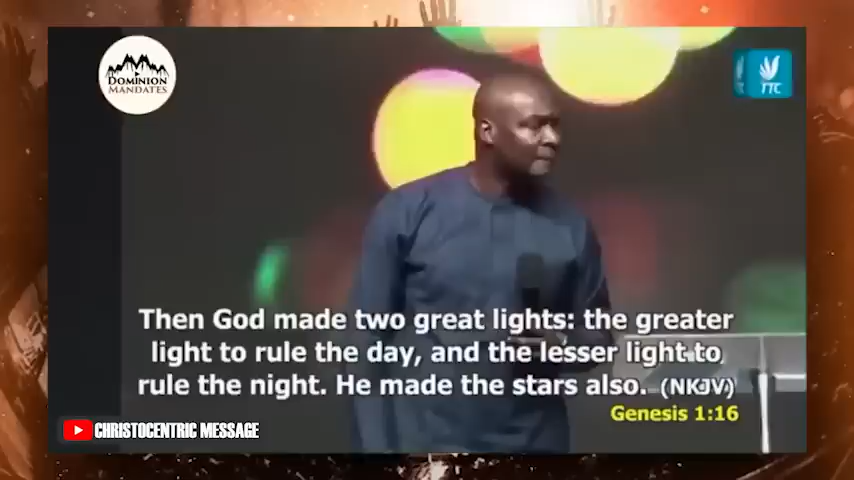 DOMINION
MANDATES
TTC
Then God made two great lights: the greater
light to rule the day, and the lesser light to
rule the night. He made the stars also. (NKJV)
Genesis 1:16
CHRISTOCENTRIC MESSAGE